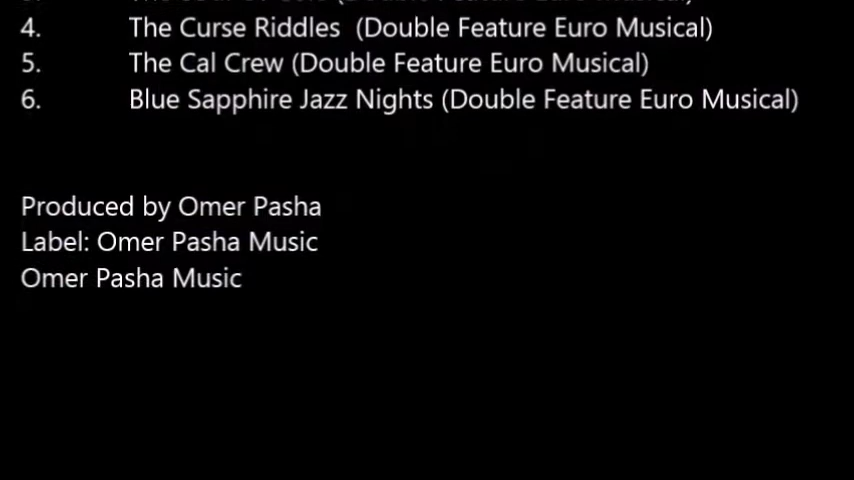 4. The Curse Riddles  (Double Feature Euro Musical)
5. The Cal Crew (Double Feature Euro Musical)
6. Blue Sapphire Jazz Nights (Double Feature Euro Musical)
Produced by Omer Pasha
Label: Omer Pasha Music
Omer Pasha Music